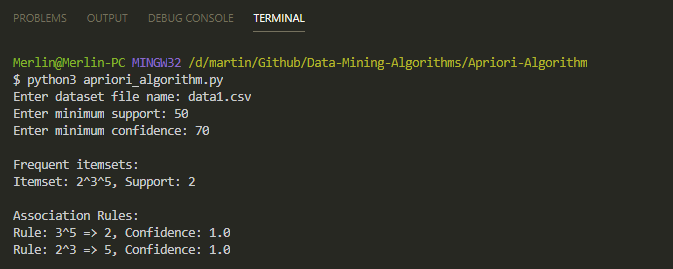 PROBLEMS OUTPUT DEBUG CONSOLE TERMINAL
Merlin@Merlin-PC MINGW32 /d/martin/Github/Data-Mining-Algorithms/Apriori-Algorithm
$ python3 apriori_algorithm.py
Enter dataset file name: data1.csv
Enter minimum support: 50
Enter minimum confidence: 70
Frequent itemsets:
Itemset: 2^3^5, Support: 2
Association Rules:
Rule: 3^5 => 2, Confidence: 1.0
Rule: 2^3 => 5, Confidence: 1.0